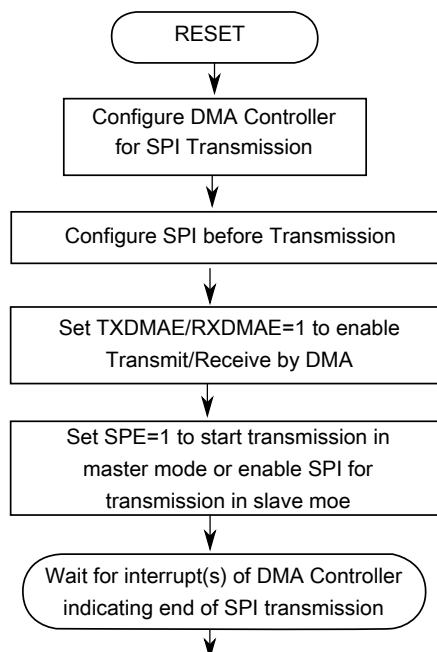 RESET
Configure DMA Controller
for SPI Transmission
Configure SPI before Transmission
Set TXDMAE/RXDMAE=1 to enable
Transmit/Receive by DMA
Set SPE=1 to start transmission in
master mode or enable SPI for
transmission in slave moe
Wait for interrupt(s) of DMA Controller
indicating end of SPI transmission